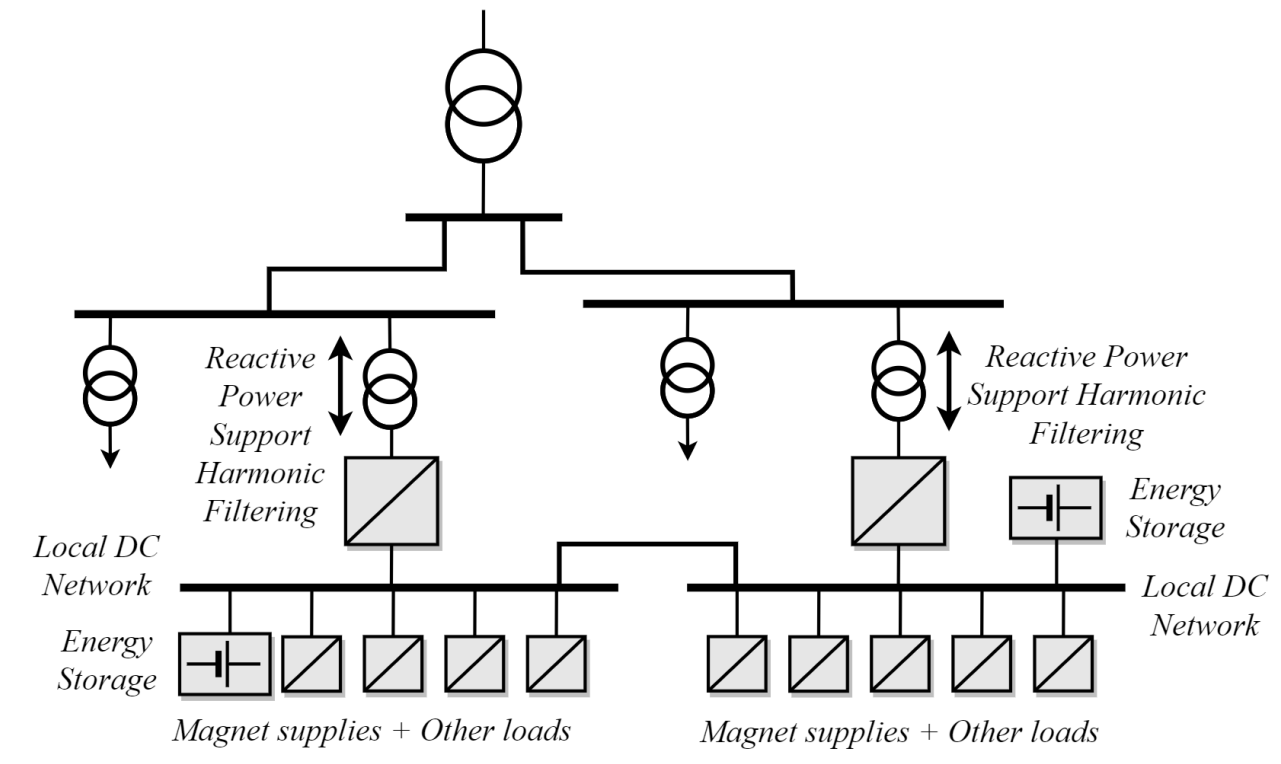 Reactive
Power
Support
Harmonic
Filtering
Reactive Power
Support Harmonic
Filtering
Energy
Storage
Local DC
Network
Local DC
Network
Energy
Storage
Magnet supplies + Other loads
Magnet supplies + Other loads